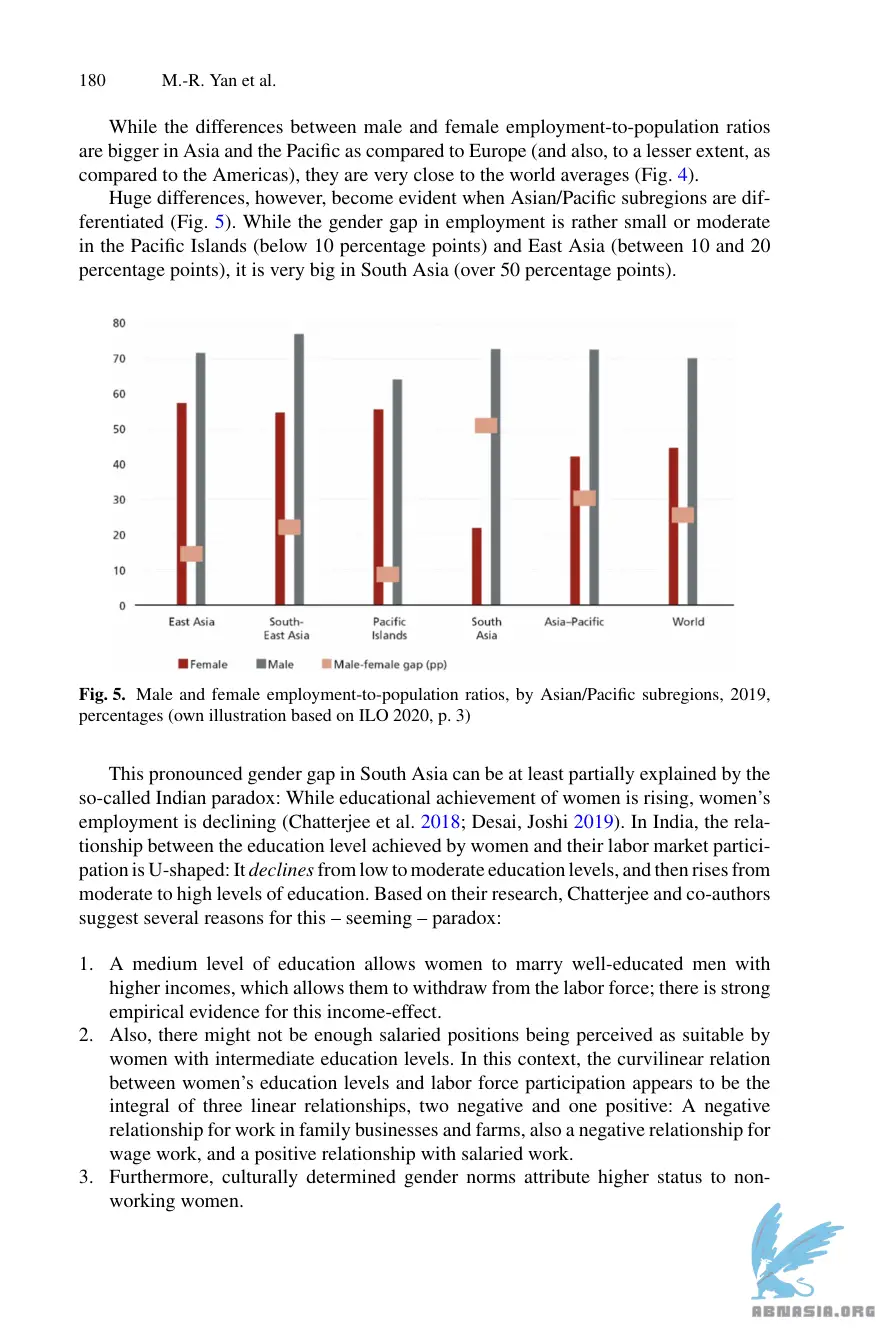 180 M.-R. Yan et al.
While the differences between male and female employment-to-population ratios
are bigger in Asia and the Pacific as compared to Europe (and also, to a lesser extent, as
compared to the Americas), they are very close to the world averages (Fig. 4).
Huge differences, however, become evident when Asian/Pacific subregions are dif-
ferentiated (Fig. 5). While the gender gap in employment is rather small or moderate
in the Pacific Islands (below 10 percentage points) and East Asia (between 10 and 20
percentage points), it is very big in South Asia (over 50 percentage points).
80
70
60
50
40
30
20
10
0
East Asia South- Pacific South Asia–Pacific World
East Asia Islands Asia
Female Male Male-female gap (pp)
Fig. 5. Male and female employment-to-population ratios, by Asian/Pacific subregions, 2019,
percentages (own illustration based on ILO 2020, p. 3)
This pronounced gender gap in South Asia can be at least partially explained by the
so-called Indian paradox: While educational achievement of women is rising, women's
employment is declining (Chatterjee et al. 2018; Desai, Joshi 2019). In India, the rela-
tionship between the education level achieved by women and their labor market partici-
pation is U-shaped: It declines from low to moderate education levels, and then rises from
moderate to high levels of education. Based on their research, Chatterjee and co-authors
suggest several reasons for this – seeming – paradox:
1. A medium level of education allows women to marry well-educated men with
higher incomes, which allows them to withdraw from the labor force; there is strong
empirical evidence for this income-effect.
2. Also, there might not be enough salaried positions being perceived as suitable by
women with intermediate education levels. In this context, the curvilinear relation
between women's education levels and labor force participation appears to be the
integral of three linear relationships, two negative and one positive: A negative
relationship for work in family businesses and farms, also a negative relationship for
wage work, and a positive relationship with salaried work.
3. Furthermore, culturally determined gender norms attribute higher status to non-
working women.
ABNASIA.ORG